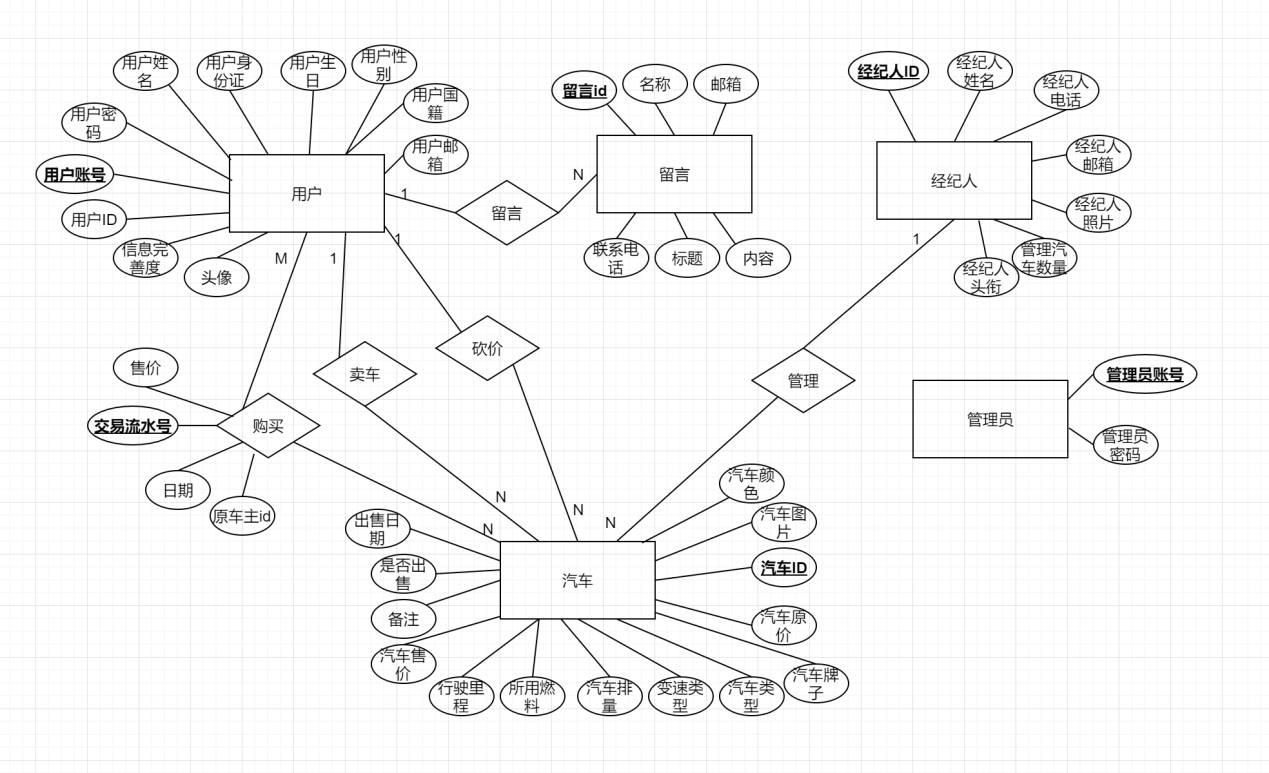 用户姓
名
用户身
份证
用户生
日
用户性
别
用户国
籍
用户邮
箱
用户密
码
用户账号
用户ID
信息完
善度
头像
用户
1
留言
N
留言id
名称
邮箱
留言
联系电
话
标题
内容
经纪人ID
经纪人
姓名
经纪人
电话
经纪人
邮箱
经纪人
照片
管理汽
车数量
经纪人
头衔
经纪人
M
1
1
1
售价
交易流水号
日期
原车主id
购买
卖车
砍价
管理
管理员
管理员账号
管理员
密码
N
N
N
N
出售日
期
是否出
售
备注
汽车售
价
行驶里
程
所用燃
料
汽车排
量
变速类
型
汽车类
型
汽车牌
子
汽车原
价
汽车ID
汽车图
片
汽车颜
色
汽车